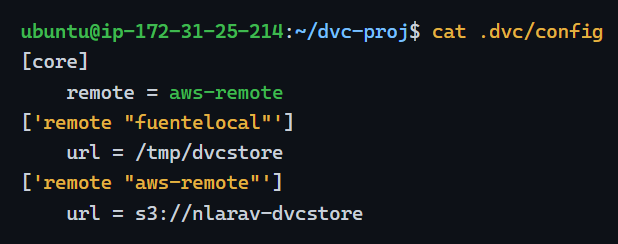 ubuntu@ip-172-31-25-214:~/dvc-proj$ cat .dvc/config
[core]
    remote = aws-remote
['remote "fuentelocal"']
    url = /tmp/dvcstore
['remote "aws-remote"']
    url = s3://nlarav-dvcstore